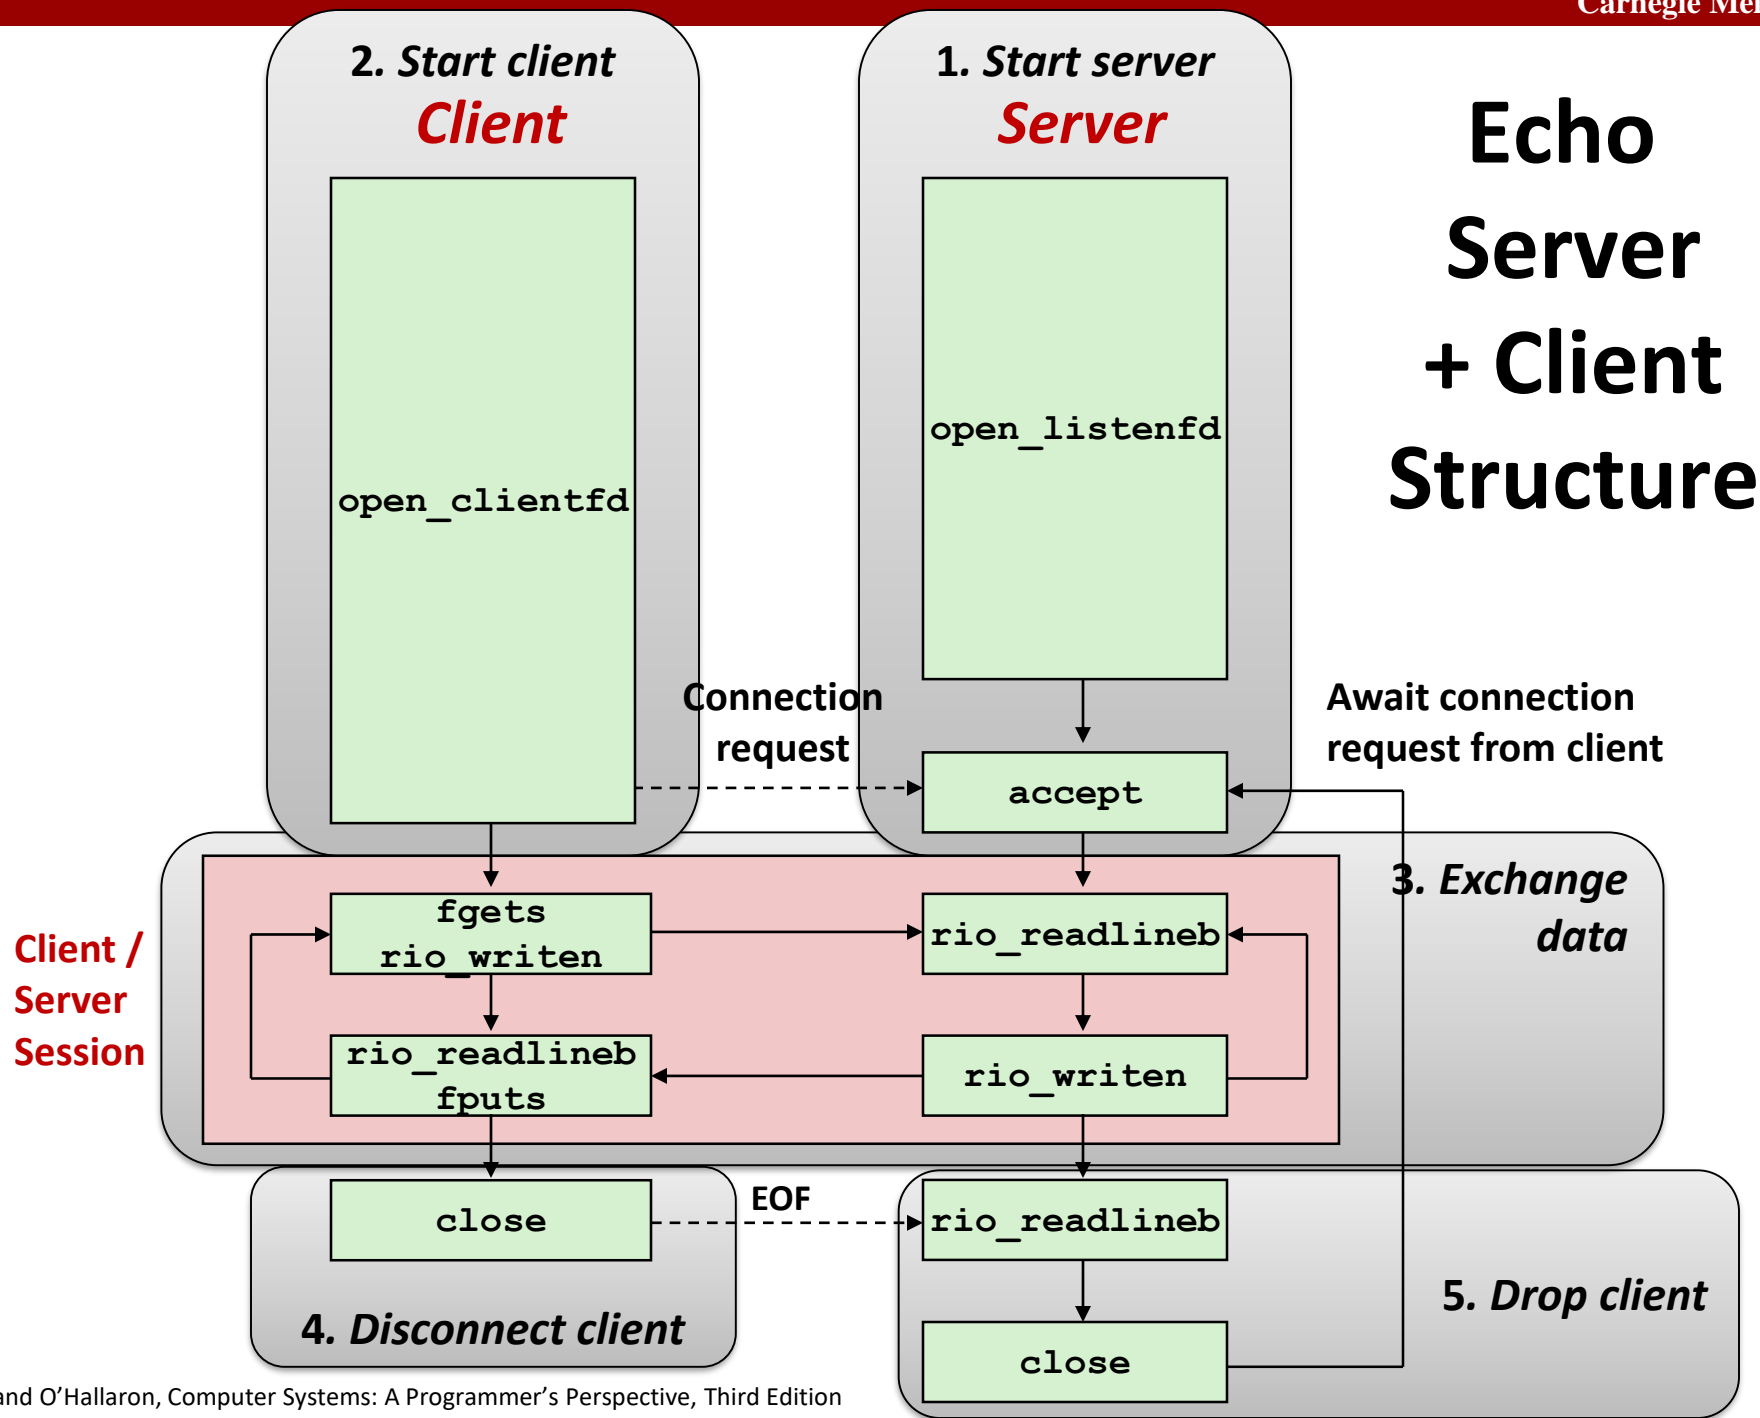 Carnegie
2. Start client
Client
1. Start server
Server
Echo
Server
+ Client
Structure
open_clientfd
open_listenfd
Connection
request
Await connection
request from client
accept
3. Exchange
data
Client /
Server
Session
fgets
rio_writen
rio_readlineb
rio_readlineb
fputs
rio_writen
close
EOF
rio_readlineb
4. Disconnect client
5. Drop client
close
and O'Hallaron, Computer Systems: A Programmer's Perspective, Third Edition